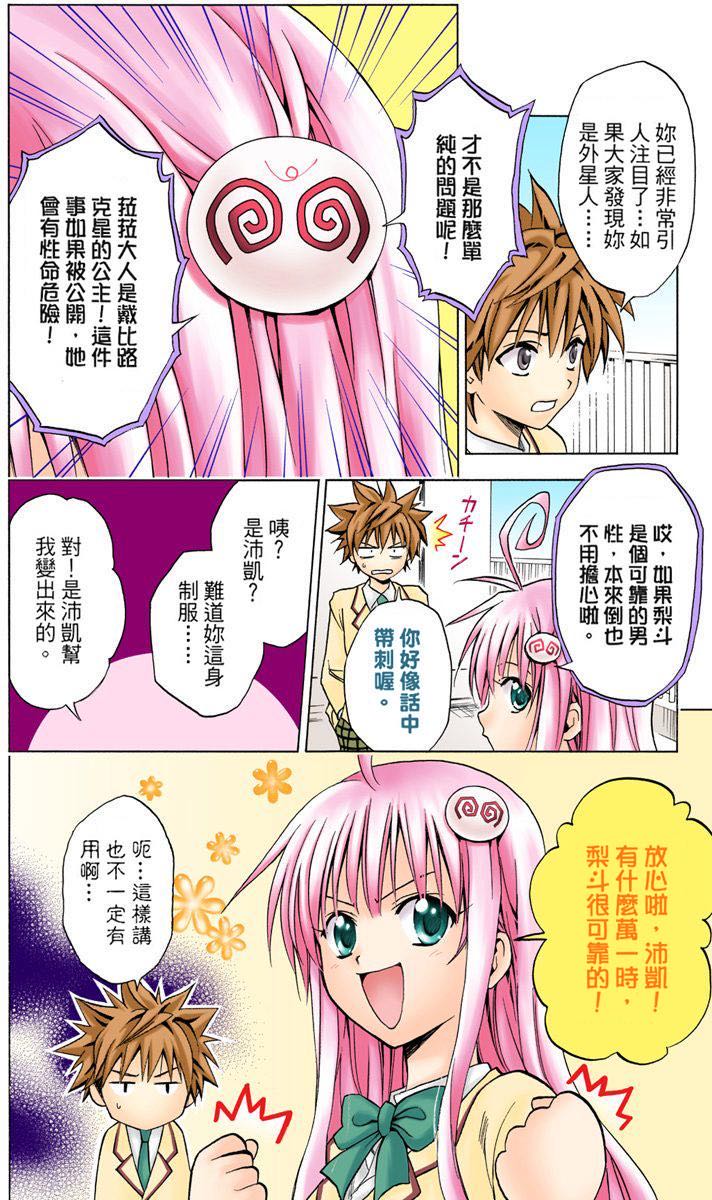 妳已經非常引
人注目了…如
果大家發現妳
是外星人……
才不是那麼單
純的問題呢！
菈菈大人是戴比路
克星的公主！這件
事如果被公開，她
會有性命危險！
哎，如果梨斗
是個可靠的男
性，本來倒也
不用擔心啦。
カチーン
你好像話中
帶刺喔。
咦？
是沛凱？
難道妳這身
制服……
對！是沛凱幫
我變出來的。
放心啦，沛凱！
有什麼萬一時，
梨斗很可靠的！
呃…這樣講
也不一定有
用啊…